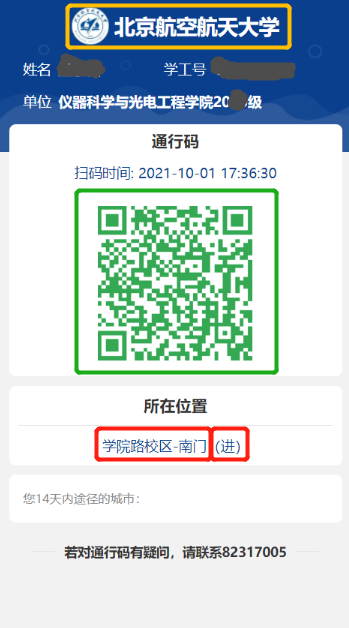 北京航空航天大学
姓名 学工号
单位 仪器科学与光电工程学院20 级
通行码
扫码时间: 2021-10-01 17:36:30
所在位置
学院路校区-南门 (进)
您14天内途径的城市:
若对通行码有疑问，请联系82317005